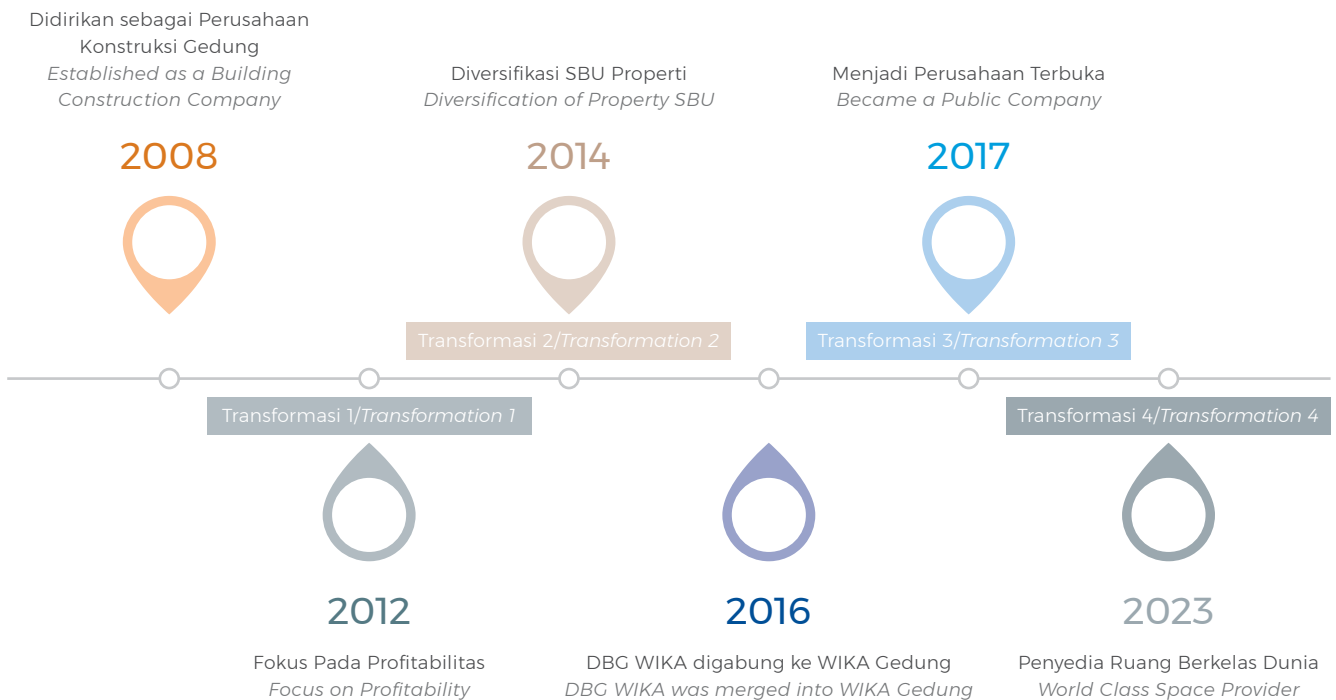 Didirikan sebagai Perusahaan
Konstruksi Gedung
Established as a Building
Construction Company
2008
Diversifikasi SBU Properti
Diversification of Property SBU
2014
Menjadi Perusahaan Terbuka
Became a Public Company
2017
Transformasi 2/Transformation 2
Transformasi 3/Transformation 3
Transformasi 1/Transformation 1
Transformasi 4/Transformation 4
2012
Fokus Pada Profitabilitas
Focus on Profitability
2016
DBG WIKA digabung ke WIKA Gedung
DBG WIKA was merged into WIKA Gedung
2023
Penyedia Ruang Berkelas Dunia
World Class Space Provider